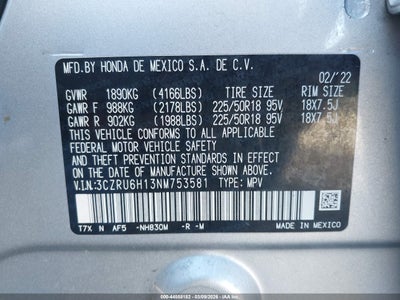 MFD.BY HONDA DE MEXICO S.A. DE C.V.
02/'22
GVWR 1890KG (4166LBS) TIRE SIZE RIM SIZE
GAWR F 988KG (2178LBS) 225/50R18 95V 18X7.5J
GAWR R 902KG (1988LBS) 225/50R18 95V 18X7.5J
THIS VEHICLE CONFORMS TO ALL APPLICABLE
FEDERAL MOTOR VEHICLE SAFETY AND THEFT
PREVENTION STANDARDS IN EFFECT ON THE
DATE OF MANUFACTURE SHOWN ABOVE.
V.I.N:3CZRU6H13NM753581 TYPE: MPV
T7X N AF5 -NH830M -R -M
MADE IN MEXICO